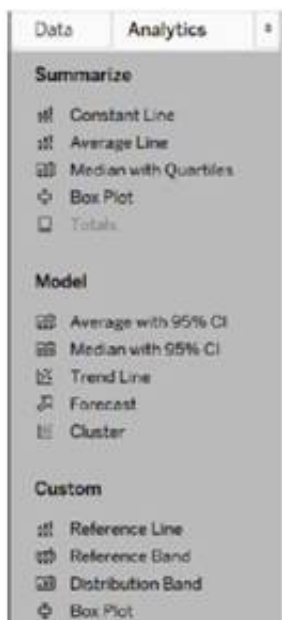 Data Analytics
Summarize
Constant Line
Average Line
Median with Quartiles
Box Plot
Totals
Model
Average with 95% CI
Median with 95% CI
Trend Line
Forecast
Cluster
Custom
Reference Line
Reference Band
Distribution Band
Box Plot